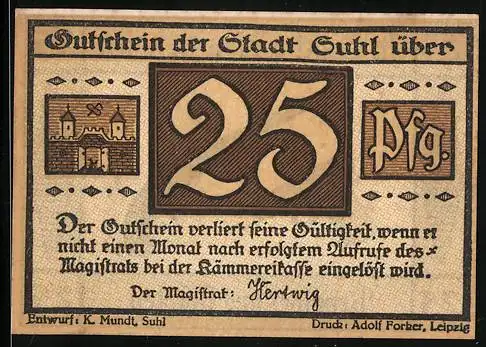 Gutschein der Stadt Suhl über
25
Pfg.
Der Gutschein verliert seine Gültigkeit, wenn er
nicht einen Monat nach erfolgtem Aufrufe des
Magistrats bei der Kämmereikasse eingelöst wird.
Der Magistrat: Hertwig
Entwurf: K. Mundt, Suhl
Druck: Adolf Forker, Leipzig